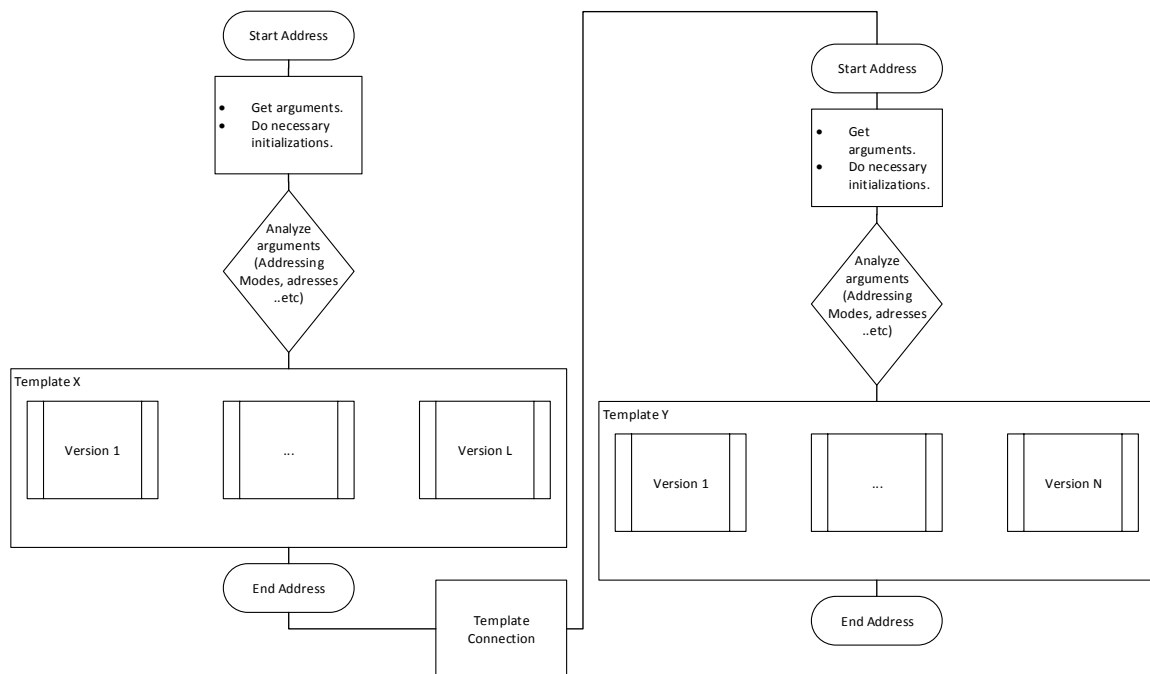 Start Address
• Get arguments.
• Do necessary
initializations.
Analyze
arguments
(Addressing
Modes, adresses
..etc)
Template X
Version 1
...
Version L
End Address
Template
Connection
Start Address
• Get
arguments.
• Do necessary
initializations.
Analyze
arguments
(Addressing
Modes, adresses
..etc)
Template Y
Version 1
...
Version N
End Address